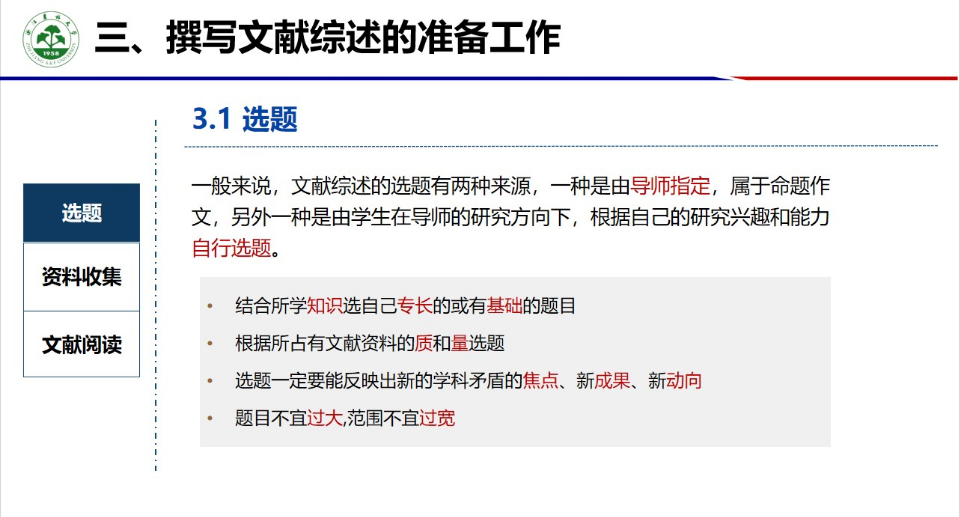 三、撰写文献综述的准备工作
1958
3.1 选题
选题
资料收集
文献阅读
一般来说，文献综述的选题有两种来源，一种是由导师指定，属于命题作
文，另外一种是由学生在导师的研究方向下，根据自己的研究兴趣和能力
自行选题。
• 结合所学知识选自己专长的或有基础的题目
• 根据所占有文献资料的质和量选题
• 选题一定要能反映出新的学科矛盾的焦点、新成果、新动向
• 题目不宜过大,范围不宜过宽